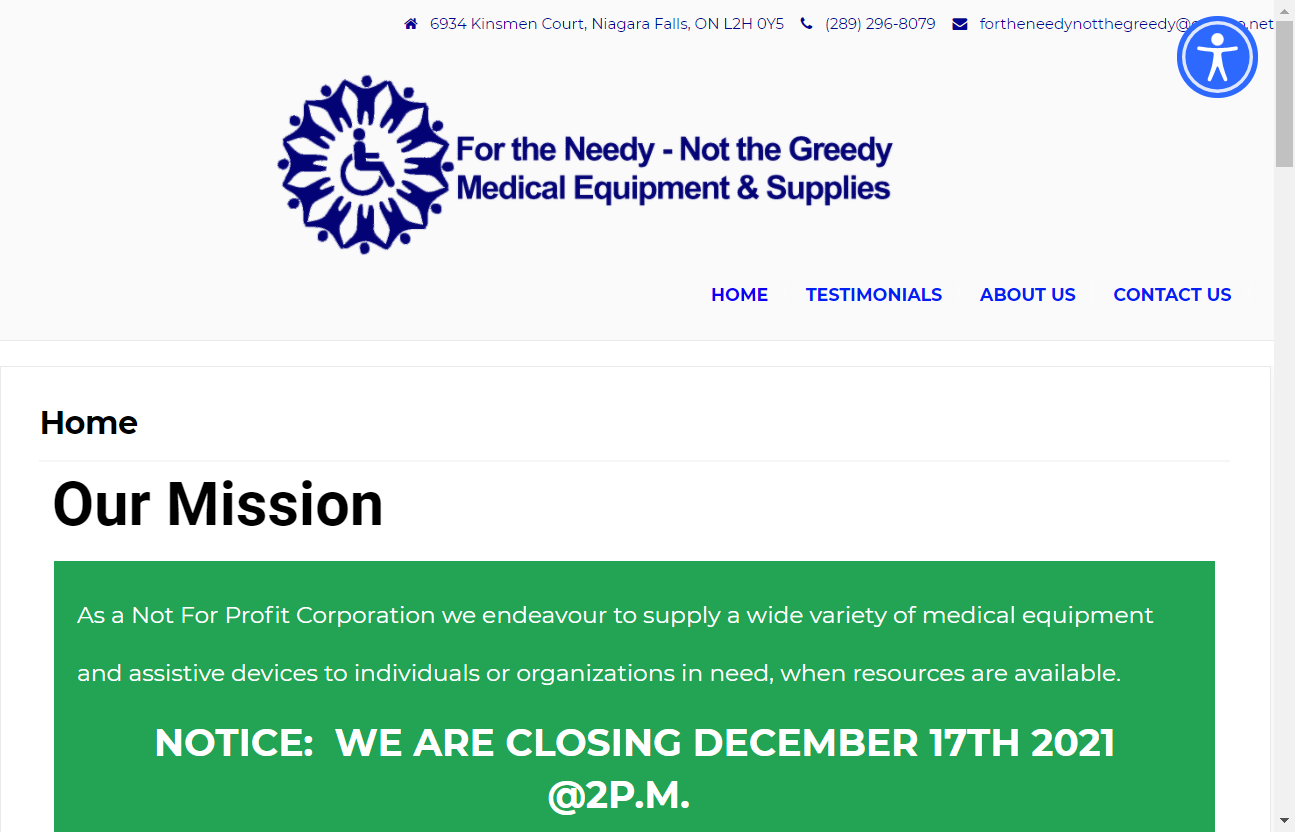 6934 Kinsmen Court, Niagara Falls, ON L2H 0Y5 (289) 296-8079
For the Needy - Not the Greedy
Medical Equipment & Supplies
HOME TESTIMONIALS ABOUT US CONTACT US
Home
Our Mission
As a Not For Profit Corporation we endeavour to supply a wide variety of medical equipment
and assistive devices to individuals or organizations in need, when resources are available.
NOTICE: WE ARE CLOSING DECEMBER 17TH 2021
@2P.M.